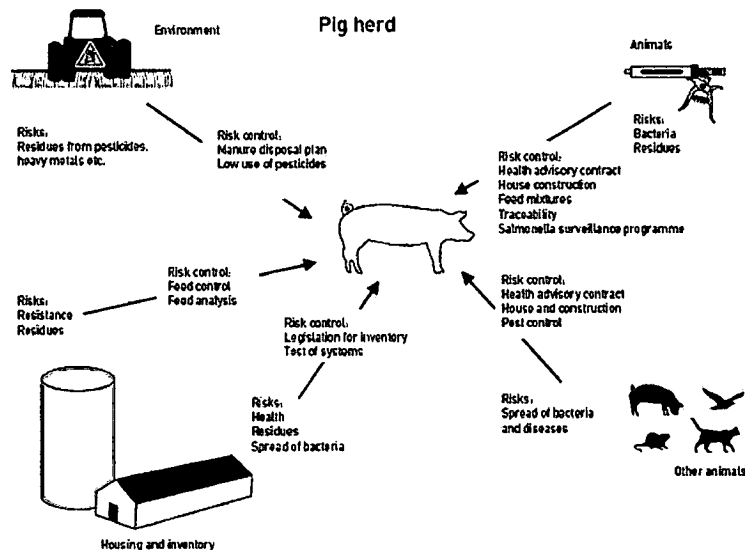 Pig herd
Environment
Risks:
Residues from pesticides,
heavy metals etc.
Risk control:
Manure disposal plan
Low use of pesticides
Animals
Risks:
Bacteria
Residues
Risk control:
Health advisory contract
House construction
Feed mixtures
Traceability
Salmonella surveillance programme
Risks:
Resistance
Residues
Risk control:
Feed control
Feed analysis
Risk control:
Legislation for inventory
Test of systems
Risks:
Health
Residues
Spread of bacteria
Housing and inventory
Risk control:
Health advisory contract
House and construction
Pest control
Risks:
Spread of bacteria
and diseases
Other animals